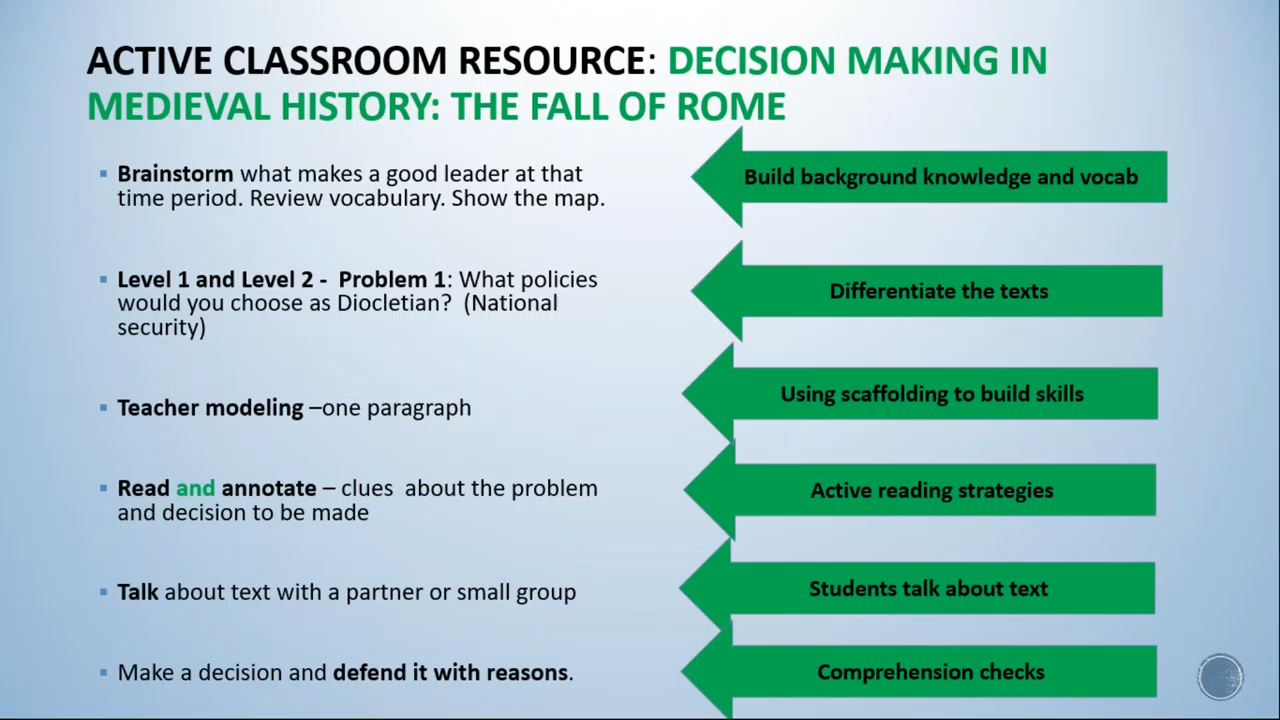 ACTIVE CLASSROOM RESOURCE: DECISION MAKING IN
MEDIEVAL HISTORY: THE FALL OF ROME
▪ Brainstorm what makes a good leader at that
time period. Review vocabulary. Show the map.
Build background knowledge and vocab
▪ Level 1 and Level 2 - Problem 1: What policies
would you choose as Diocletian? (National
security)
Differentiate the texts
▪ Teacher modeling –one paragraph
Using scaffolding to build skills
▪ Read and annotate – clues about the problem
and decision to be made
Active reading strategies
▪ Talk about text with a partner or small group
Students talk about text
▪ Make a decision and defend it with reasons.
Comprehension checks